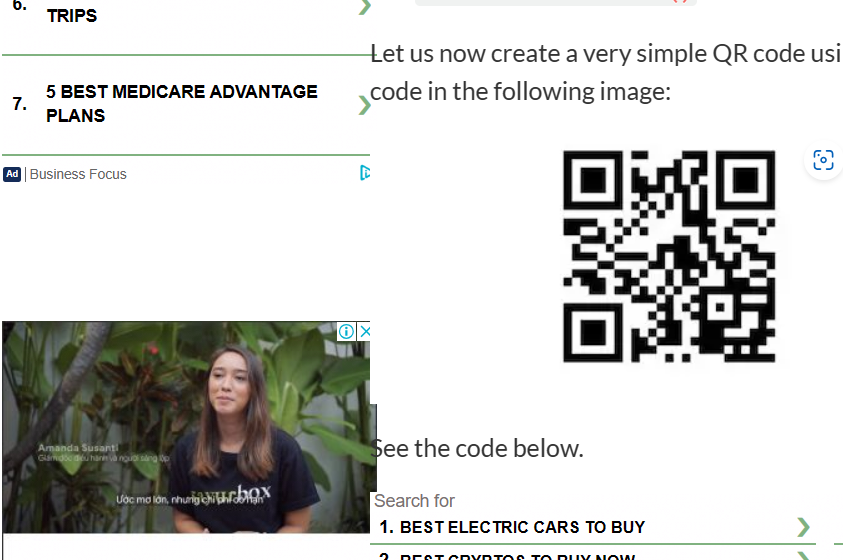 6.
TRIPS
7. 5 BEST MEDICARE ADVANTAGE
PLANS
Ad Business Focus
Amanda Susanti
Giám đốc điều hành và người sáng lập
Ước mơ lớn, nhưng chi phí có hạn
box
Let us now create a very simple QR code usi
code in the following image:
See the code below.
Search for
1. BEST ELECTRIC CARS TO BUY
2. BEST CRYPTOS TO BUY NOW